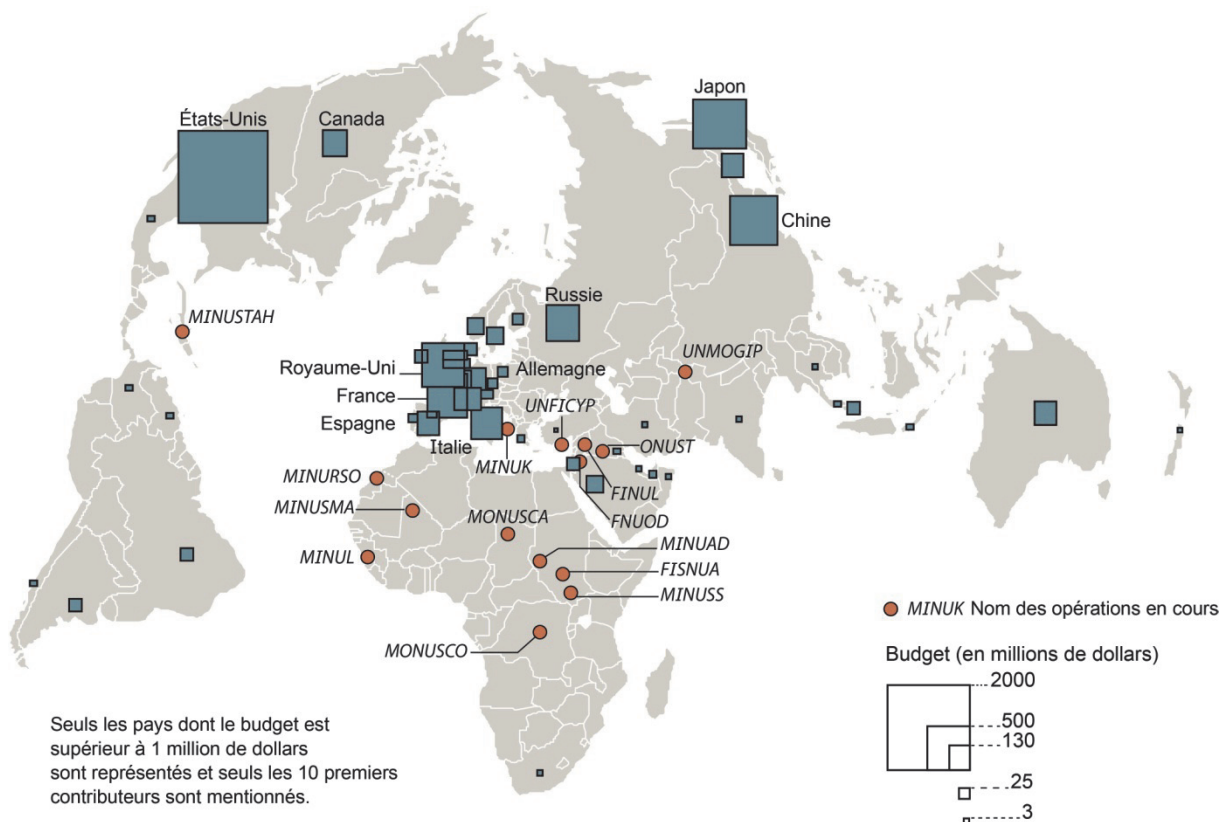 Japon
États-Unis
Canada
Chine
Russie
MINUSTAH
UNMOGIP
Royaume-Uni
Allemagne
France
UNFICYP
Espagne
ONUST
Italie
MINUK
MINURSO
FINUL
MINUSMA
MONUSCA
FNUOD
MINUAD
MINUL
FISNUA
MINUSS
MONUSCO
MINUK Nom des opérations en cours
Budget (en millions de dollars)
2000
500
130
25
3
Seuls les pays dont le budget est
supérieur à 1 million de dollars
sont représentés et seuls les 10 premiers
contributeurs sont mentionnés.